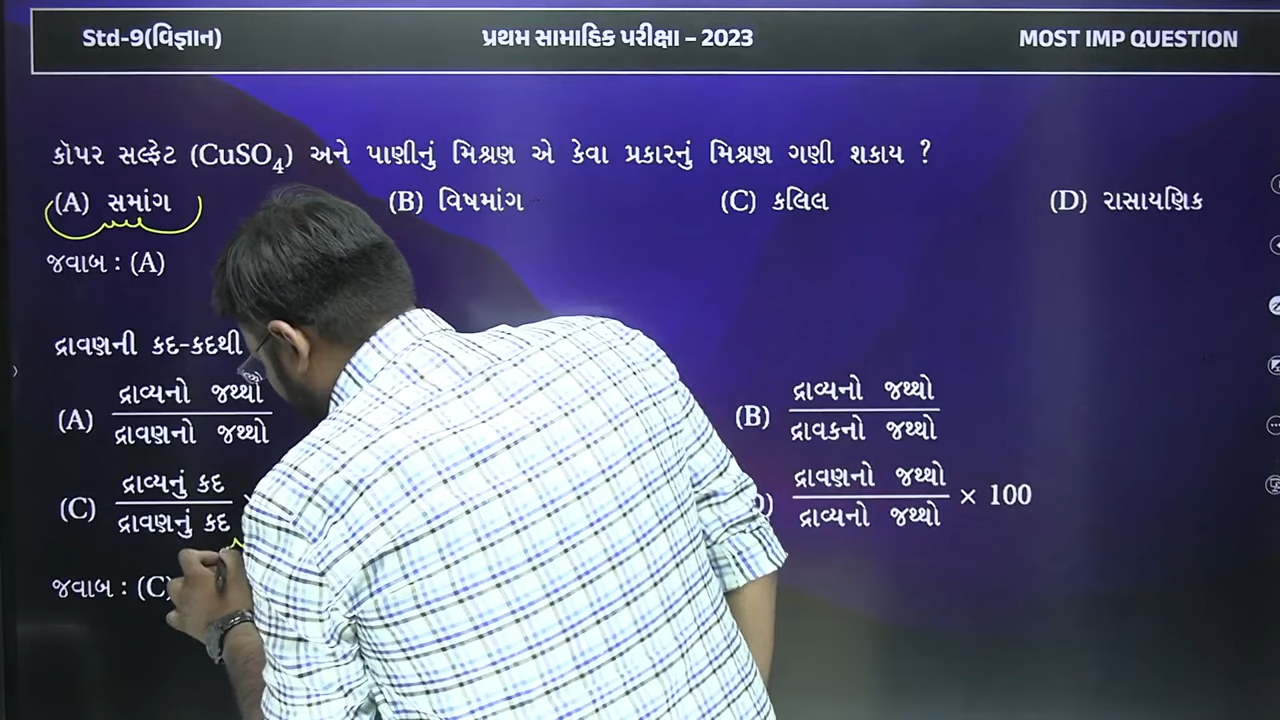 Std-9(વિજ્ઞાન) પ્રથમ સામાહિક પરીક્ષા – 2023 MOST IMP QUESTION
કૉપર સલ્ફેટ (CuSO₄) અને પાણીનું મિશ્રણ એ કેવા પ્રકારનું મિશ્રણ ગણી શકાય ?
(A) સમાંગ (B) વિષમાંગ (C) કલિલ (D) રાસાયણિક
જવાબ : (A)
દ્રાવણની કદ-કદથી
(A) દ્રાવ્યનો જથ્થો / દ્રાવણનો જથ્થો (B) દ્રાવ્યનો જથ્થો / દ્રાવકનો જથ્થો
(C) દ્રાવ્યનું કદ / દ્રાવણનું કદ દ્રાવણનો જથ્થો / દ્રાવ્યનો જથ્થો × 100
જવાબ : (C)